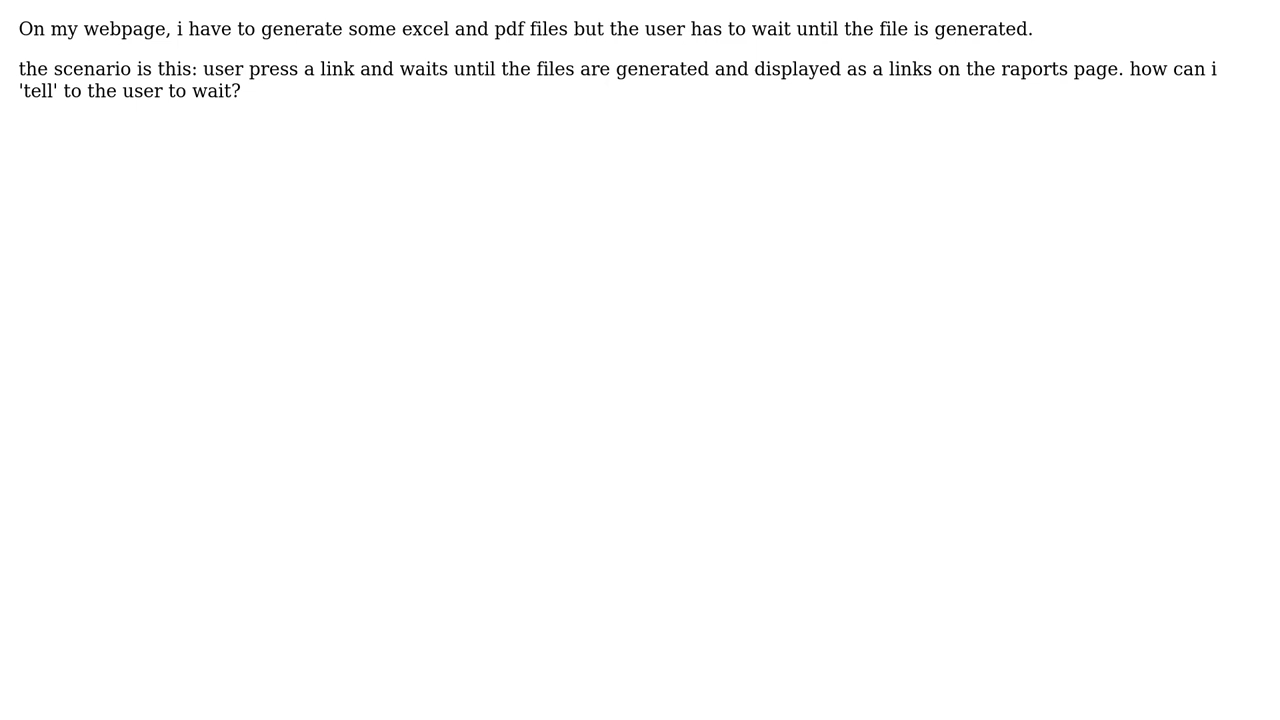 On my webpage, i have to generate some excel and pdf files but the user has to wait until the file is generated.
the scenario is this: user press a link and waits until the files are generated and displayed as a links on the raports page. how can i
'tell' to the user to wait?